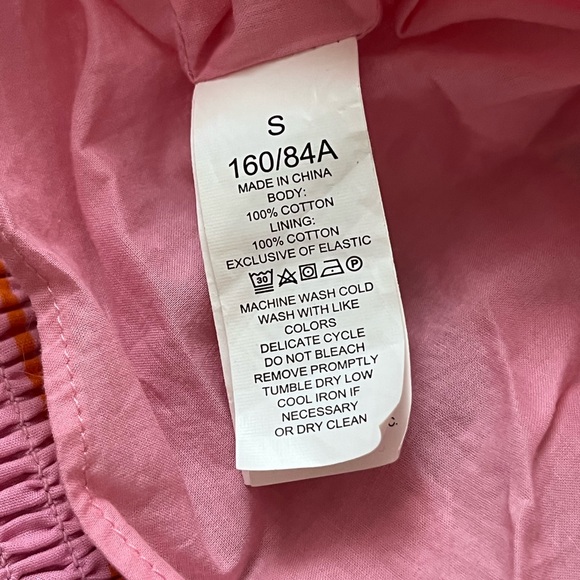 S
160/84A
MADE IN CHINA
BODY:
100% COTTON
LINING:
100% COTTON
EXCLUSIVE OF ELASTIC
30 P
MACHINE WASH COLD
WASH WITH LIKE
COLORS
DELICATE CYCLE
DO NOT BLEACH
REMOVE PROMPTLY
TUMBLE DRY LOW
COOL IRON IF
NECESSARY
OR DRY CLEAN